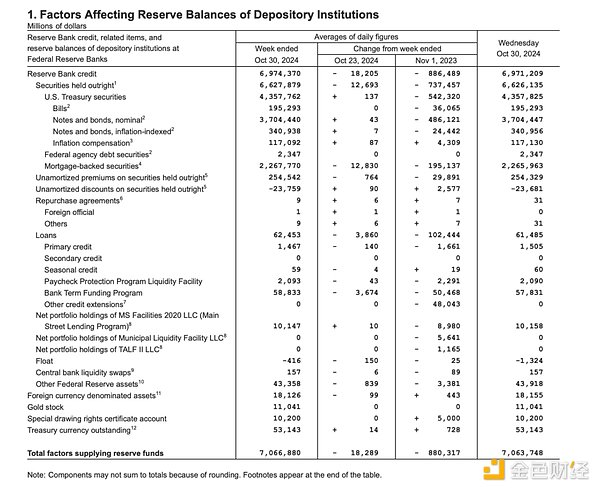 1. Factors Affecting Reserve Balances of Depository Institutions
Millions of dollars
Reserve Bank credit, related items, and reserve balances of depository institutions at Federal Reserve Banks Averages of daily figures Wednesday Oct 30, 2024
Week ended Oct 30, 2024 Change from week ended Oct 23, 2024 Nov 1, 2023
Reserve Bank credit 6,974,370 - 18,205 - 886,489 6,971,209
Securities held outright1 6,627,879 - 12,693 - 737,457 6,626,135
U.S. Treasury securities 4,357,762 + 137 - 542,320 4,357,825
Bills2 195,293 0 - 36,065 195,293
Notes and bonds, nominal2 3,704,440 + 43 - 486,121 3,704,447
Notes and bonds, inflation-indexed2 340,938 + 7 - 24,442 340,956
Inflation compensation3 117,092 + 87 + 4,309 117,130
Federal agency debt securities2 2,347 0 0 2,347
Mortgage-backed securities4 2,267,770 - 12,830 - 195,137 2,265,963
Unamortized premiums on securities held outright5 254,542 - 764 - 29,891 254,329
Unamortized discounts on securities held outright5 -23,759 + 90 + 2,577 -23,681
Repurchase agreements6 9 + 6 + 7 31
Foreign official 1 + 1 + 1 0
Others 9 + 6 + 7 31
Loans 62,453 - 3,860 - 102,444 61,485
Primary credit 1,467 - 140 - 1,661 1,505
Secondary credit 0 0 0 0
Seasonal credit 59 - 4 + 19 60
Paycheck Protection Program Liquidity Facility 2,093 - 43 - 2,291 2,090
Bank Term Funding Program 58,833 - 3,674 - 50,468 57,831
Other credit extensions7 0 0 - 48,043 0
Net portfolio holdings of MS Facilities 2020 LLC (Main
Street Lending Program)8 10,147 + 10 - 8,980 10,158
Net portfolio holdings of Municipal Liquidity Facility LLC8 0 0 - 5,641 0
Net portfolio holdings of TALF II LLC8 0 0 - 1,165 0
Float -416 - 150 - 25 -1,324
Central bank liquidity swaps9 157 - 6 - 89 157
Other Federal Reserve assets10 43,358 - 839 - 3,381 43,918
Foreign currency denominated assets11 18,126 - 99 + 443 18,155
Gold stock 11,041 0 0 11,041
Special drawing rights certificate account 10,200 0 + 5,000 10,200
Treasury currency outstanding12 53,143 + 14 + 728 53,143
Total factors supplying reserve funds 7,066,880 - 18,289 - 880,317 7,063,748
Note: Components may not sum to totals because of rounding. Footnotes appear at the end of the table.
金色财经